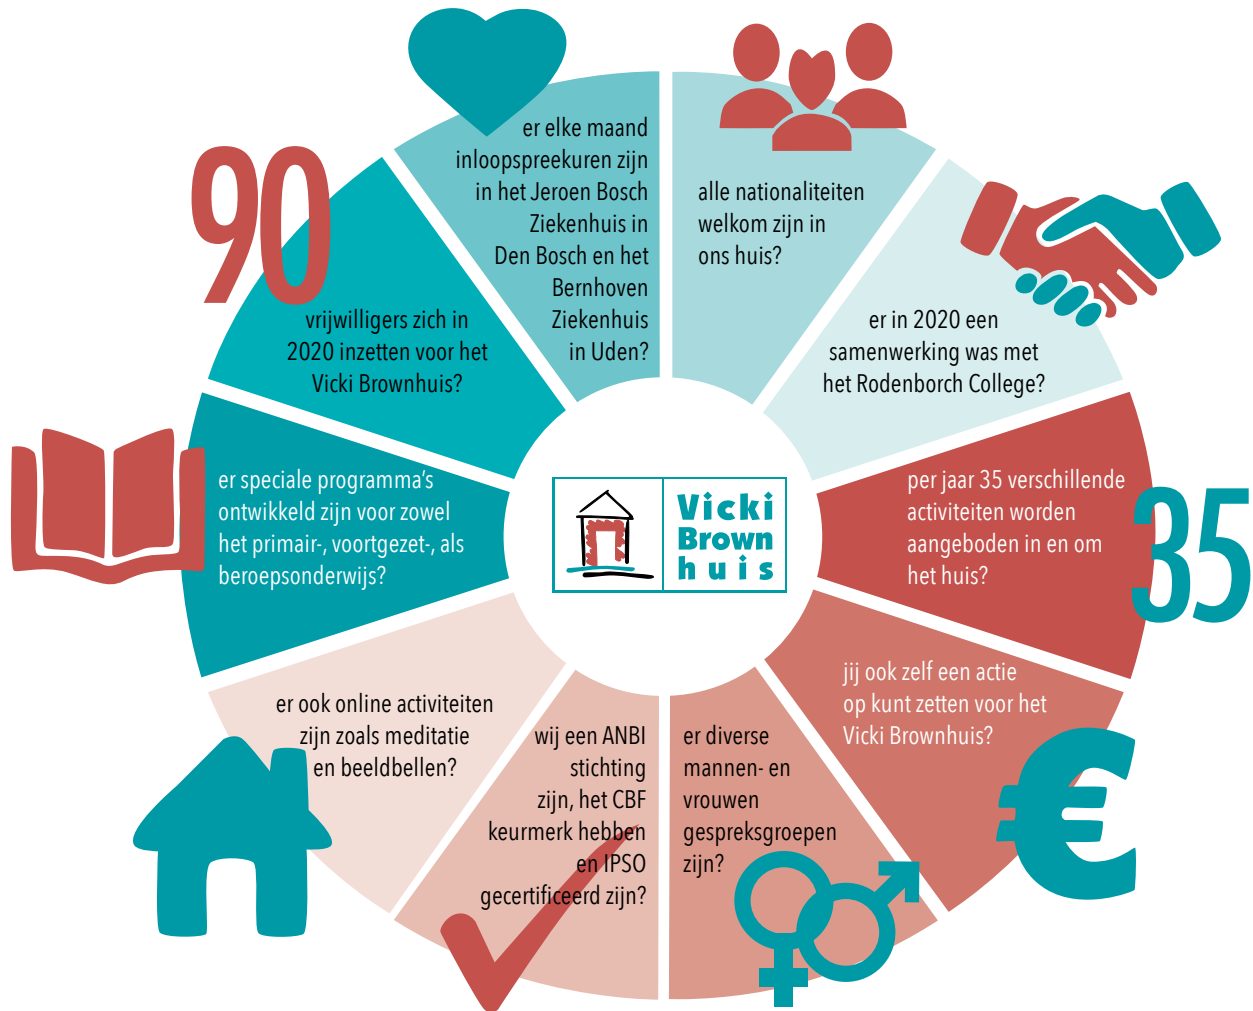 er elke maand
inloopspreekuren zijn
in het Jeroen Bosch
Ziekenhuis in
Den Bosch en het
Bernhoven
Ziekenhuis
in Uden?
alle nationaliteiten
welkom zijn in
ons huis?
er in 2020 een
samenwerking was met
het Rodenborch College?
per jaar 35 verschillende
activiteiten worden
aangeboden in en om
het huis?
35
jij ook zelf een actie
op kunt zetten voor het
Vicki Brownhuis?
€
er diverse
mannen- en
vrouwen
gespreksgroepen
zijn?
wij een ANBI
stichting
zijn, het CBF
keurmerk hebben
en IPSO
gecertificeerd zijn?
er ook online activiteiten
zijn zoals meditatie
en beeldbellen?
er speciale programma’s
ontwikkeld zijn voor zowel
het primair-, voortgezet-, als
beroepsonderwijs?
90
vrijwilligers zich in
2020 inzetten voor het
Vicki Brownhuis?
Vicki
Brown
huis